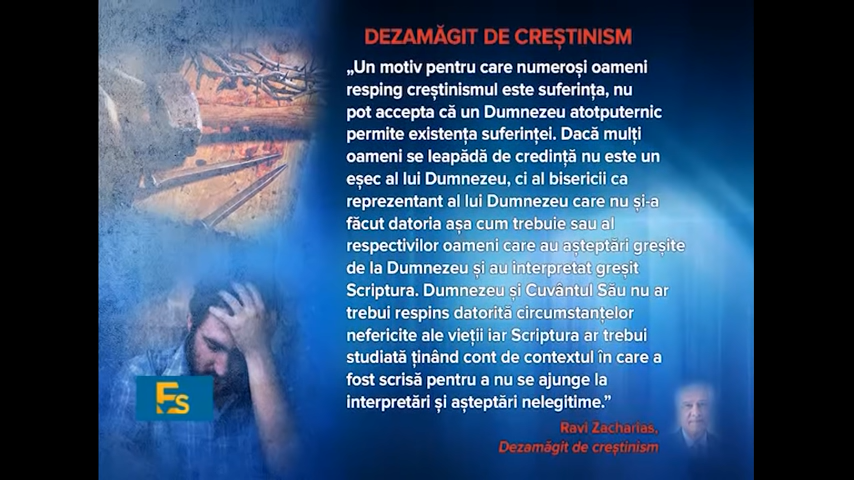 DEZAMĂGIT DE CREȘTINISM
„Un motiv pentru care numeroși oameni
resping creștinismul este suferința, nu
pot accepta că un Dumnezeu atotputernic
permite existența suferinței. Dacă mulți
oameni se leapădă de credință nu este un
eșec al lui Dumnezeu, ci al bisericii ca
reprezentant al lui Dumnezeu care nu și-a
făcut datoria așa cum trebuie sau al
respectivilor oameni care au așteptări greșite
de la Dumnezeu și au interpretat greșit
Scriptura. Dumnezeu și Cuvântul Său nu ar
trebui respins datorită circumstanțelor
nefericite ale vieții iar Scriptura ar trebui
studiată ținând cont de contextul în care a
fost scrisă pentru a nu se ajunge la
interpretări și așteptări nelegitime.”
Ravi Zacharias,
Dezamăgit de creștinism
Es